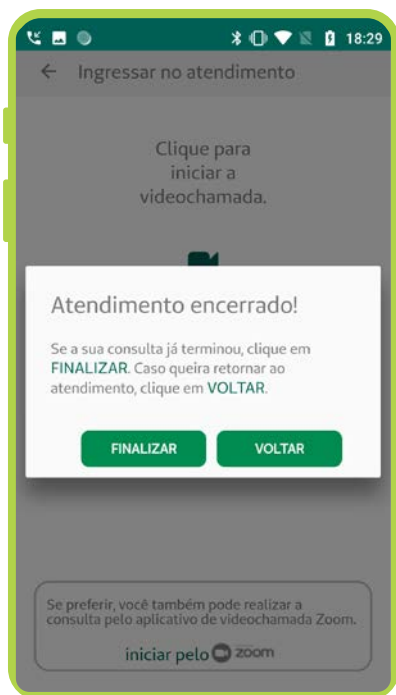 18:29
Ingressar no atendimento
Clique para
iniciar a
videochamada.
Atendimento encerrado!
Se a sua consulta já terminou, clique em
FINALIZAR. Caso queira retornar ao
atendimento, clique em VOLTAR.
FINALIZAR VOLTAR
Se preferir, você também pode realizar a
consulta pelo aplicativo de videochamada Zoom.
iniciar pelo zoom